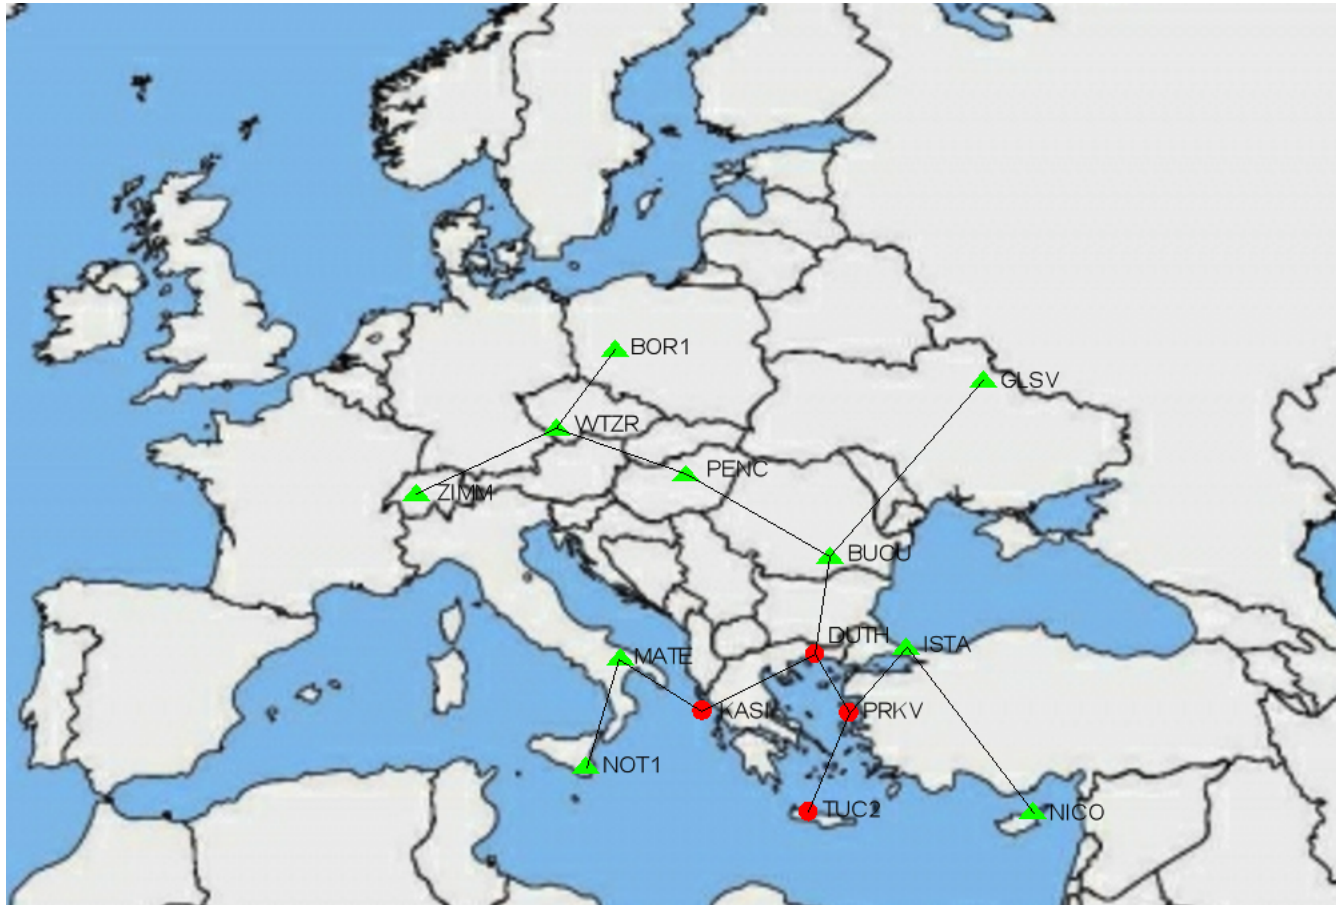 BOR1
GLSV
WTZR
PENC
ZIMM
BUCU
DUTH
ISTA
MATE
KASI
PRKV
NOT1
TUC2
NICO